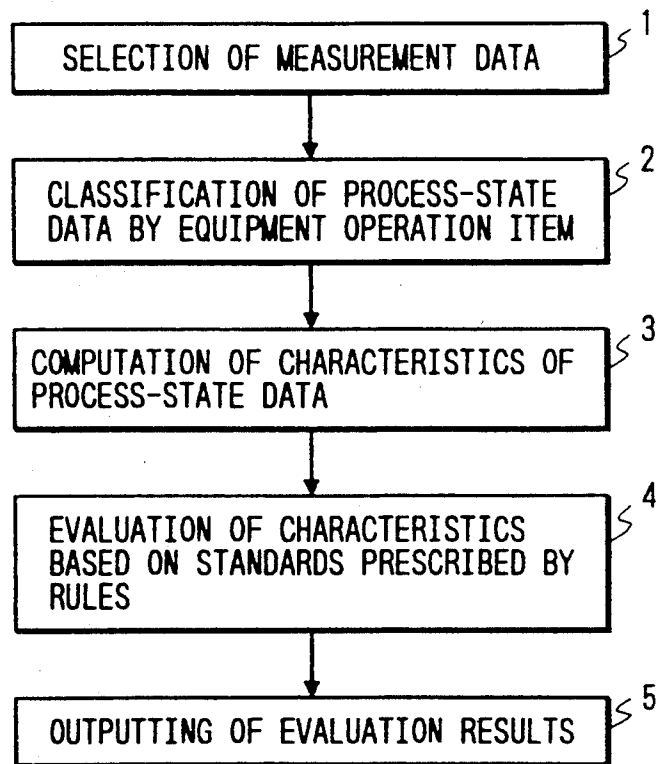 1
SELECTION OF MEASUREMENT DATA
2
CLASSIFICATION OF PROCESS-STATE
DATA BY EQUIPMENT OPERATION ITEM
3
COMPUTATION OF CHARACTERISTICS OF
PROCESS-STATE DATA
4
EVALUATION OF CHARACTERISTICS
BASED ON STANDARDS PRESCRIBED BY
RULES
5
OUTPUTTING OF EVALUATION RESULTS